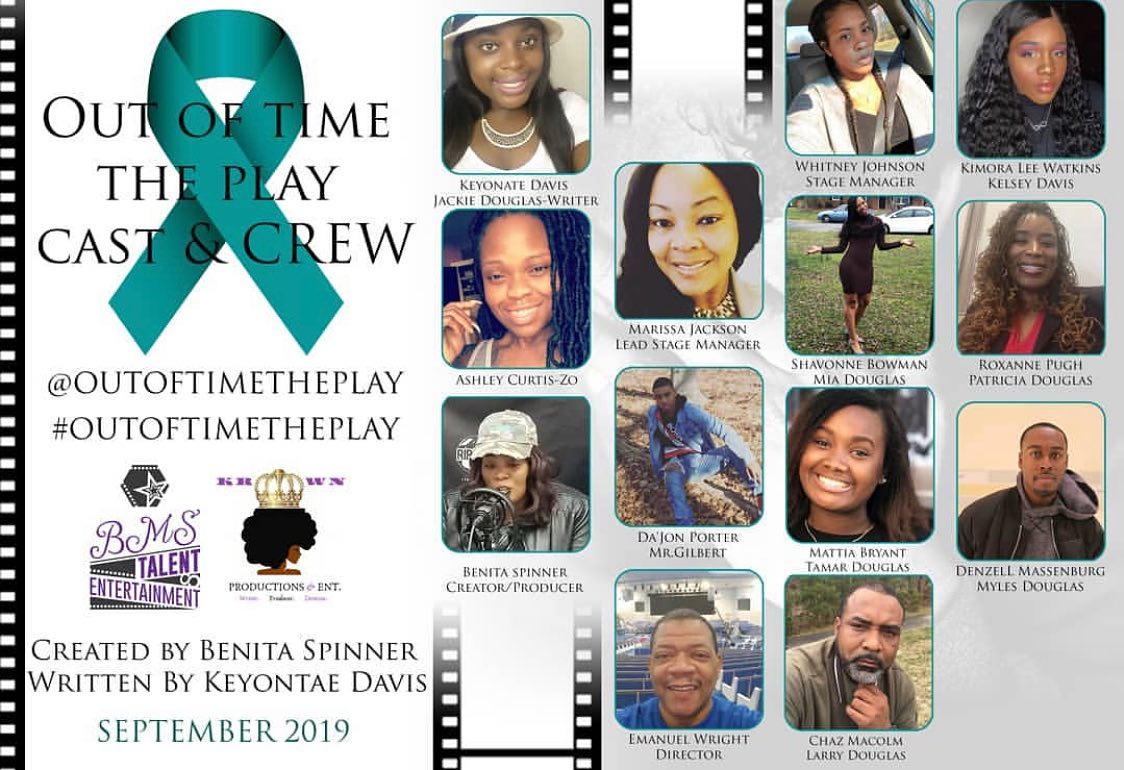 OUT OF TIME
THE PLAY
CAST & CREW
@OUTOFTIMETHEPLAY
#OUTOFTIMETHEPLAY
BMS
TALENT
ENTERTAINMENT
KROWN
PRODUCTIONS & ENT.
CREATED BY BENITA SPINNER
WRITTEN BY KEYONTAE DAVIS
SEPTEMBER 2019
KEYONATE DAVIS
JACKIE DOUGLAS-WRITER
ASHLEY CURTIS-ZO
RIP
BENITA SPINNER
CREATOR/PRODUCER
MARISSA JACKSON
LEAD STAGE MANAGER
DA'JON PORTER
MR.GILBERT
EMANUEL WRIGHT
DIRECTOR
WHITNEY JOHNSON
STAGE MANAGER
SHAVONNE BOWMAN
MIA DOUGLAS
MATTIA BRYANT
TAMAR DOUGLAS
CHAZ MACOLM
LARRY DOUGLAS
KIMORA LEE WATKINS
KELSEY DAVIS
ROXANNE PUGH
PATRICIA DOUGLAS
DENZELL MASSENBURG
MYLES DOUGLAS